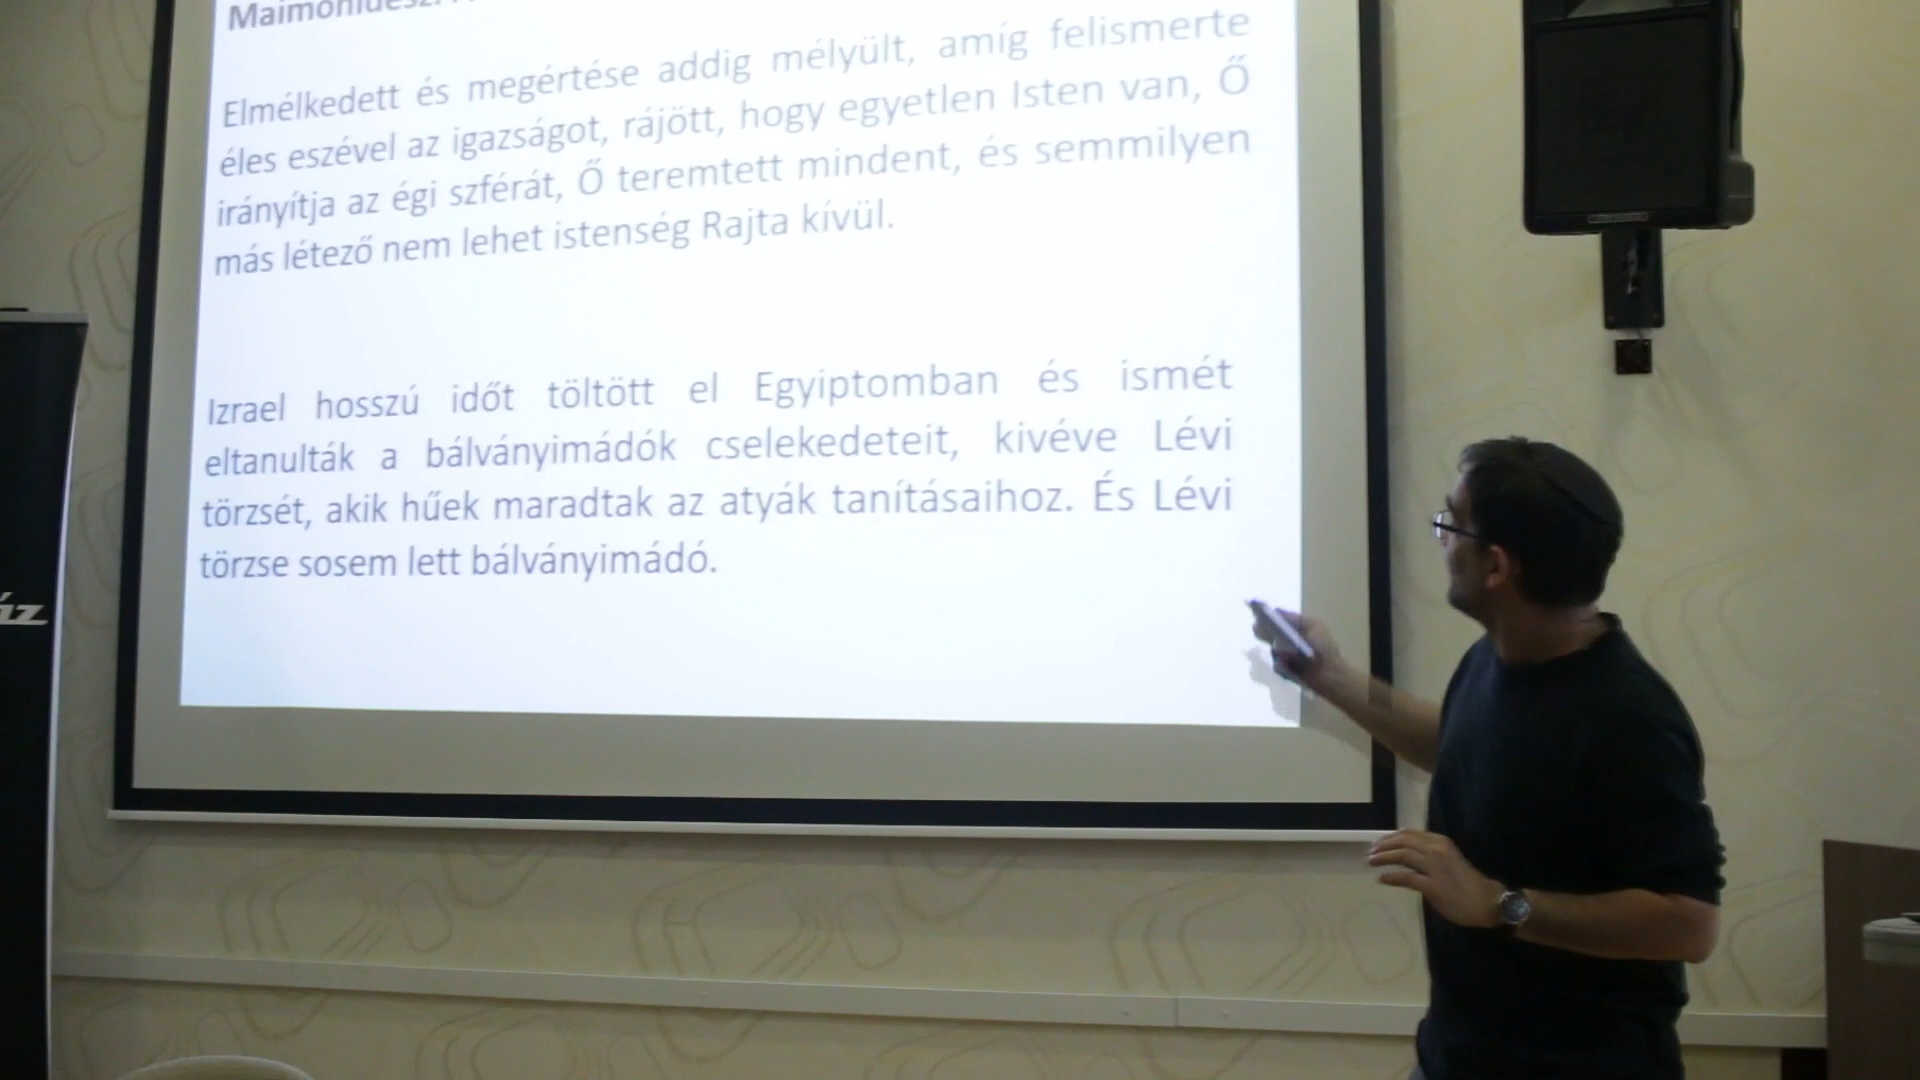 Elmélkedett és megértése addig mélyült, amíg felismerte
éles eszével az igazságot, rájött, hogy egyetlen Isten van, Ő
irányítja az égi szférát, Ő teremtett mindent, és semmilyen
más létező nem lehet istenség Rajta kívül.
Izrael hosszú időt töltött el Egyiptomban és ismét
eltanulták a bálványimádók cselekedeteit, kivéve Lévi
törzsét, akik hűek maradtak az atyák tanításaihoz. És Lévi
törzse sosem lett bálványimádó.